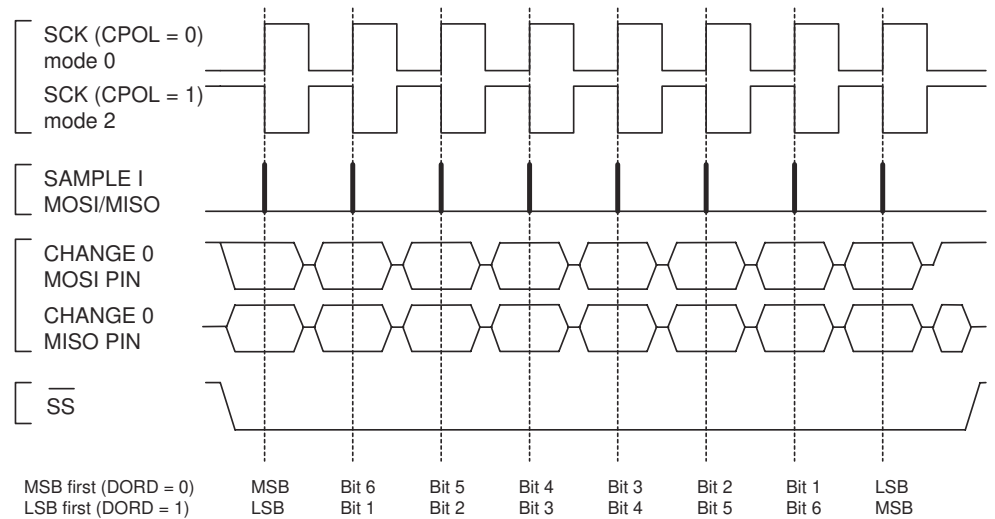 SCK (CPOL = 0)
mode 0
SCK (CPOL = 1)
mode 2
SAMPLE I
MOSI/MISO
CHANGE 0
MOSI PIN
CHANGE 0
MISO PIN
SS
MSB first (DORD = 0) MSB Bit 6 Bit 5 Bit 4 Bit 3 Bit 2 Bit 1 LSB
LSB first (DORD = 1) LSB Bit 1 Bit 2 Bit 3 Bit 4 Bit 5 Bit 6 MSB